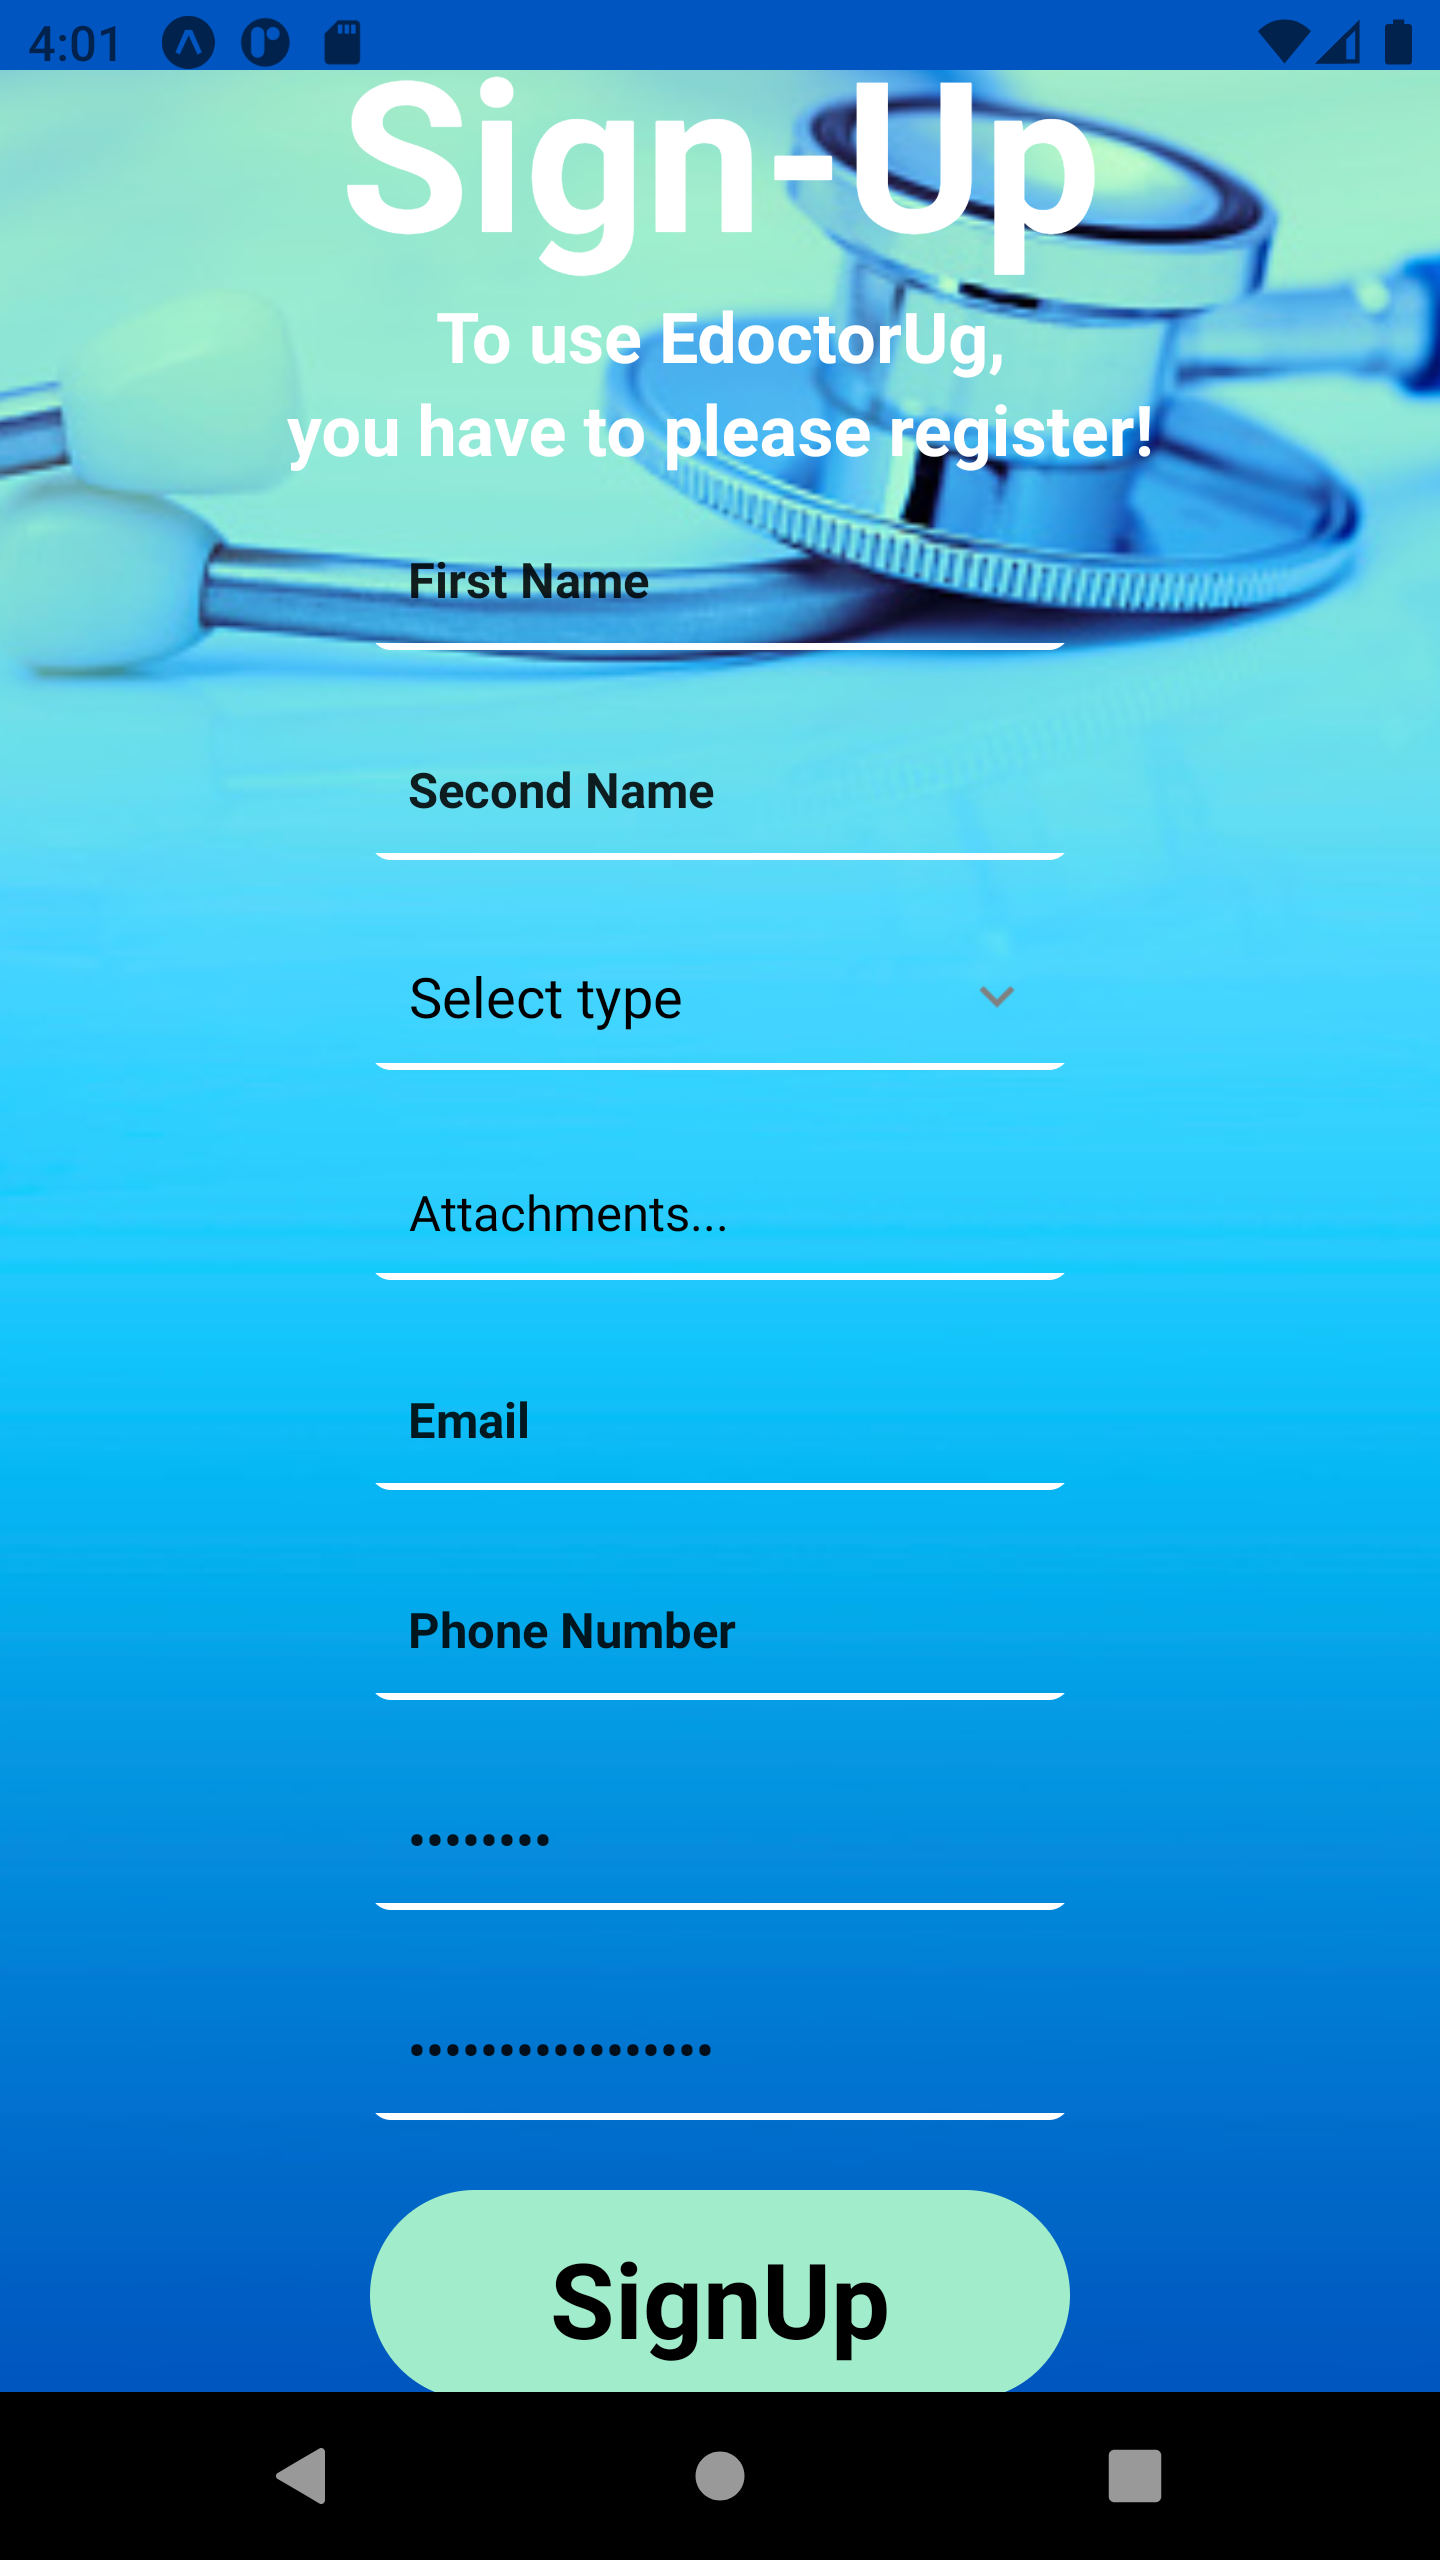 4:01
Sign-Up
To use EdoctorUg,
you have to please register!
First Name
Second Name
Select type
Attachments...
Email
Phone Number
••••••••
•••••••••••••••••
SignUp